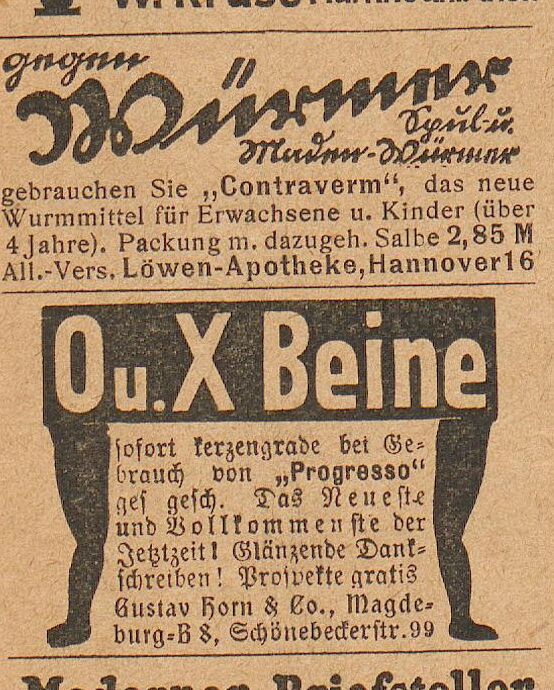 gegen
Würmer
Spul- u.
Maden-Würmer
gebrauchen Sie „Contraverm“, das neue
Wurmmittel für Erwachsene u. Kinder (über
4 Jahre). Packung m. dazugeh. Salbe 2,85 M
All.-Vers. Löwen-Apotheke, Hannover 16
O u. X Beine
sofort kerzengrade bei Ge-
brauch von „Progresso“
ges gesch. Das Neueste
und Vollkommenste der
Jetztzeit! Glänzende Dank-
schreiben! Prospekte gratis
Gustav Horn & Co., Magde-
burg-B 8, Schönebeckerstr. 99